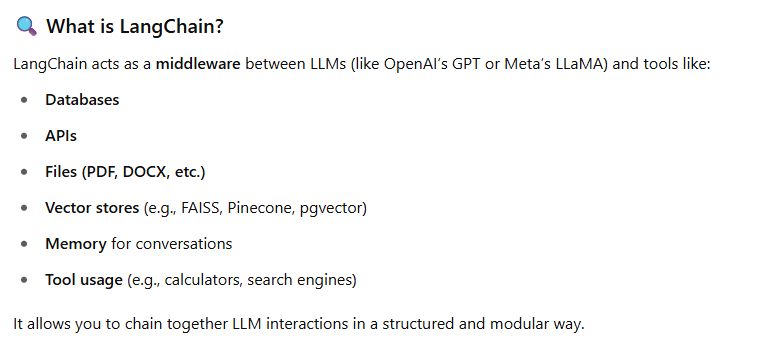 🔍 What is LangChain?
LangChain acts as a middleware between LLMs (like OpenAI’s GPT or Meta’s LLaMA) and tools like:
• Databases
• APIs
• Files (PDF, DOCX, etc.)
• Vector stores (e.g., FAISS, Pinecone, pgvector)
• Memory for conversations
• Tool usage (e.g., calculators, search engines)
It allows you to chain together LLM interactions in a structured and modular way.